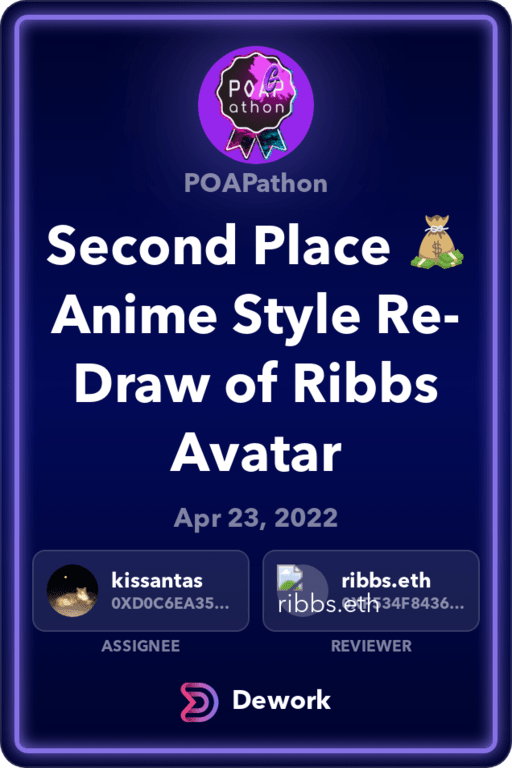 POAP
athon
POAPathon
Second Place 💰
Anime Style Re-
Draw of Ribbs
Avatar
Apr 23, 2022
kissantas
0XD0C6EA35...
ASSIGNEE
ribbs.eth
ribbs.eth
REVIEWER
Dework